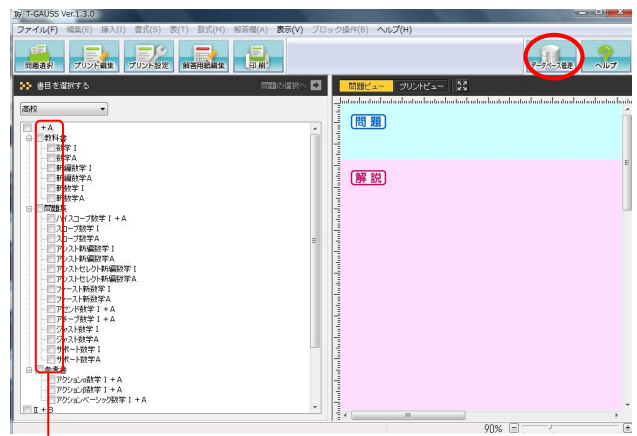 T-GAUSS Ver.1.3.0
ファイル(F) 編集(E) 挿入(I) 書式(S) 表(T) 数式(M) 解答欄(A) 表示(V) ブロック操作(B) ヘルプ(H)
問題選択 プリント編集 プリント設定 解答用紙編集 印刷 データベース管理 ヘルプ
書目を選択する 問題の選択へ
問題ビュー プリントビュー
高校
問題
解説
+A
教科書
数学Ⅰ
数学A
新編数学Ⅰ
新編数学A
新数学Ⅰ
新数学A
問題集
ハイスコープ数学Ⅰ+A
スコープ数学Ⅰ
スコープ数学A
アシスト新編数学Ⅰ
アシスト新編数学A
アシストセレクト新編数学Ⅰ
アシストセレクト新編数学A
ファースト新数学Ⅰ
ファースト新数学A
アテンド数学Ⅰ+A
アチーブ数学Ⅰ+A
ジャスト数学Ⅰ
ジャスト数学A
サポート数学Ⅰ
サポート数学A
参考書
アクションα数学Ⅰ+A
アクションβ数学Ⅰ+A
アクションベーシック数学Ⅰ+A
Ⅱ+B
90%